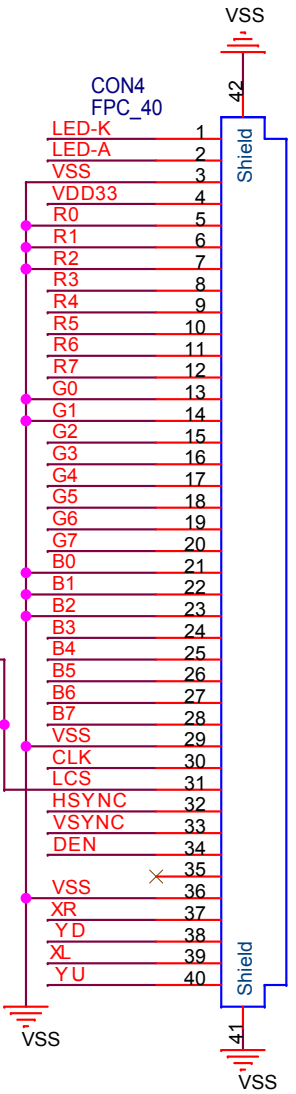 VSS
42
CON4
FPC_40
Shield
LED-K 1
LED-A 2
VSS 3
VDD33 4
R0 5
R1 6
R2 7
R3 8
R4 9
R5 10
R6 11
R7 12
G0 13
G1 14
G2 15
G3 16
G4 17
G5 18
G6 19
G7 20
B0 21
B1 22
B2 23
B3 24
B4 25
B5 26
B6 27
B7 28
VSS 29
CLK 30
LCS 31
HSYNC 32
VSYNC 33
DEN 34
35
VSS 36
XR 37
YD 38
XL 39
YU 40
Shield
41
VSS
VSS